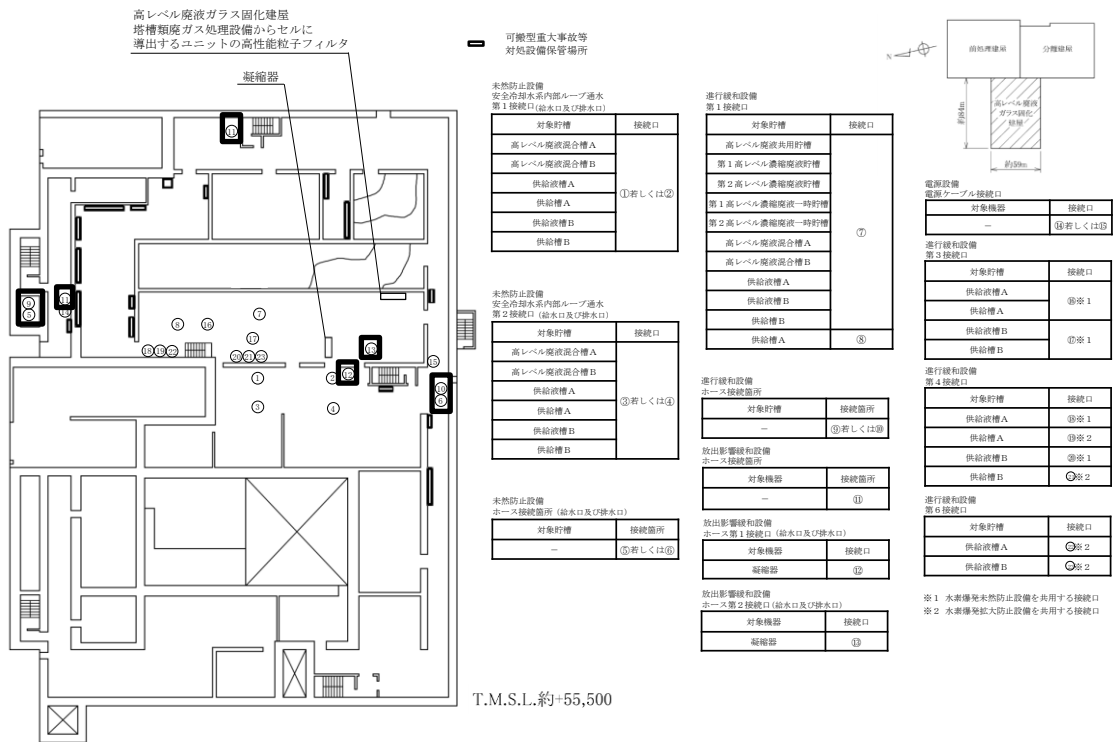 高レベル廃液ガラス固化建屋
塔槽類廃ガス処理設備からセルに
導出するユニットの高性能粒子フィルタ
凝縮器
可搬型重大事故等
対処設備保管場所
⑪
⑨
⑤
⑪
⑭
⑧
⑯
⑦
⑰
⑱⑲㉒
⑳㉑㉓
①
②
③
④
⑫
⑬
⑮
⑩
⑥
T.M.S.L.約+55,500
未然防止設備
安全冷却水系内部ループ通水
第1接続口(給水口及び排水口)
対象貯槽 接続口
高レベル廃液混合槽A
高レベル廃液混合槽B
供給液槽A
①若しくは②
供給槽A
供給液槽B
供給槽B
未然防止設備
安全冷却水系内部ループ通水
第2接続口(給水口及び排水口)
対象貯槽 接続口
高レベル廃液混合槽A
高レベル廃液混合槽B
供給液槽A
③若しくは④
供給槽A
供給液槽B
供給槽B
未然防止設備
ホース接続箇所(給水口及び排水口)
対象貯槽 接続箇所
－ ⑤若しくは⑥
進行緩和設備
第1接続口
対象貯槽 接続口
高レベル廃液共用貯槽
第1高レベル濃縮廃液貯槽
第2高レベル濃縮廃液貯槽
第1高レベル濃縮廃液一時貯槽
第2高レベル濃縮廃液一時貯槽
⑦
高レベル廃液混合槽A
高レベル廃液混合槽B
供給液槽A
供給液槽B
供給槽B
供給槽A ⑧
進行緩和設備
ホース接続箇所
対象貯槽 接続箇所
－ ⑨若しくは⑩
放出影響緩和設備
ホース接続箇所
対象機器 接続箇所
－ ⑪
放出影響緩和設備
ホース第1接続口(給水口及び排水口)
対象機器 接続口
凝縮器 ⑫
放出影響緩和設備
ホース第2接続口(給水口及び排水口)
対象機器 接続口
凝縮器 ⑬
N
前処理建屋
分離建屋
高レベル廃液
ガラス固化
建屋
約84m
約59m
電源設備
電源ケーブル接続口
対象機器 接続口
－ ⑭若しくは⑮
進行緩和設備
第3接続口
対象貯槽 接続口
供給液槽A
⑯※1
供給槽A
供給液槽B
⑰※1
供給槽B
進行緩和設備
第4接続口
対象貯槽 接続口
供給液槽A ⑱※1
供給槽A ⑲※2
供給液槽B ⑳※1
供給槽B ㉑※2
進行緩和設備
第6接続口
対象貯槽 接続口
供給液槽A ㉒※2
供給液槽B ㉓※2
※1 水素爆発未然防止設備を共用する接続口
※2 水素爆発拡大防止設備を共用する接続口